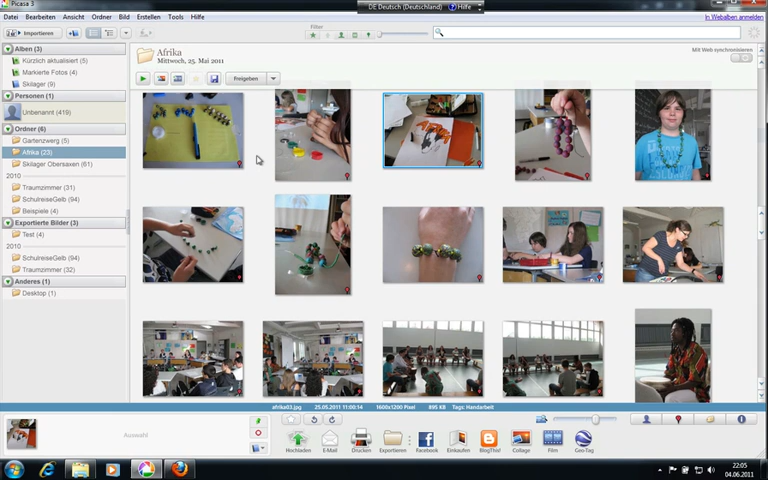 Picasa 3
DE Deutsch (Deutschland)
Hilfe
Datei Bearbeiten Ansicht Ordner Bild Erstellen Tools Hilfe
In Webalben anmelden
Importieren
Filter
Alben (3)
Kürzlich aktualisiert (5)
Markierte Fotos (4)
Skilager (9)
Personen (1)
Unbenannt (419)
Ordner (6)
Gartenzwerg (5)
Afrika (23)
Skilager Obersaxen (61)
2010
Traumzimmer (31)
SchulreiseGelb (94)
Beispiele (4)
Exportierte Bilder (3)
Test (4)
2010
SchulreiseGelb (94)
Traumzimmer (32)
Anderes (1)
Desktop (1)
Afrika
Mittwoch, 25. Mai 2011
Mit Web synchronisieren
Freigeben
afrika03.jpg 25.05.2011 11:00:14 1600x1200 Pixel 895 KB Tags: Handarbeit
Auswahl
Hochladen
E-Mail
Drucken
Exportieren
Facebook
Einkaufen
BlogThis!
Collage
Film
Geo-Tag
22:05
04.06.2011